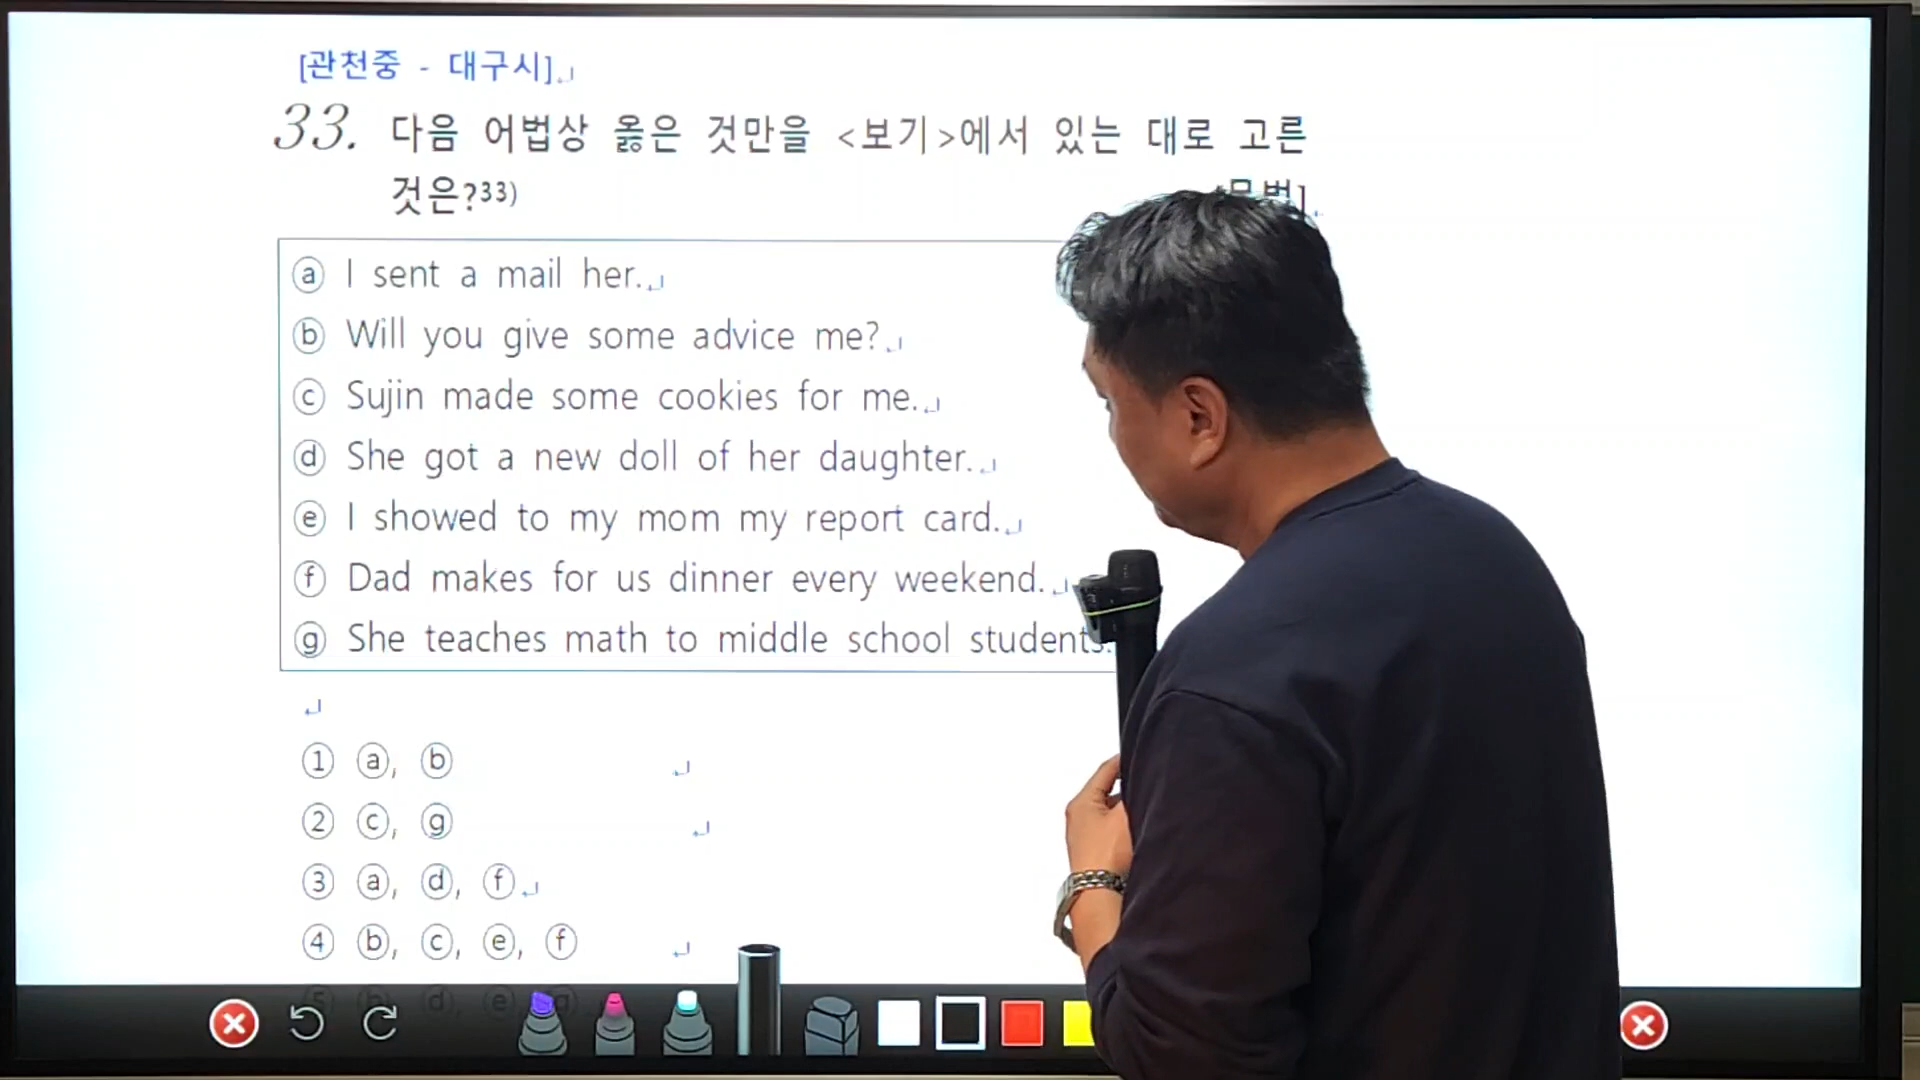 [관천중 - 대구시]
33. 다음 어법상 옳은 것만을 <보기>에서 있는 대로 고른
것은?33)
ⓐ I sent a mail her.
ⓑ Will you give some advice me?
ⓒ Sujin made some cookies for me.
ⓓ She got a new doll of her daughter.
ⓔ I showed to my mom my report card.
ⓕ Dad makes for us dinner every weekend.
ⓖ She teaches math to middle school students.
① ⓐ, ⓑ
② ⓒ, ⓖ
③ ⓐ, ⓓ, ⓕ
④ ⓑ, ⓒ, ⓔ, ⓕ
⑤ ⓑ, ⓓ, ⓔ, ⓖ